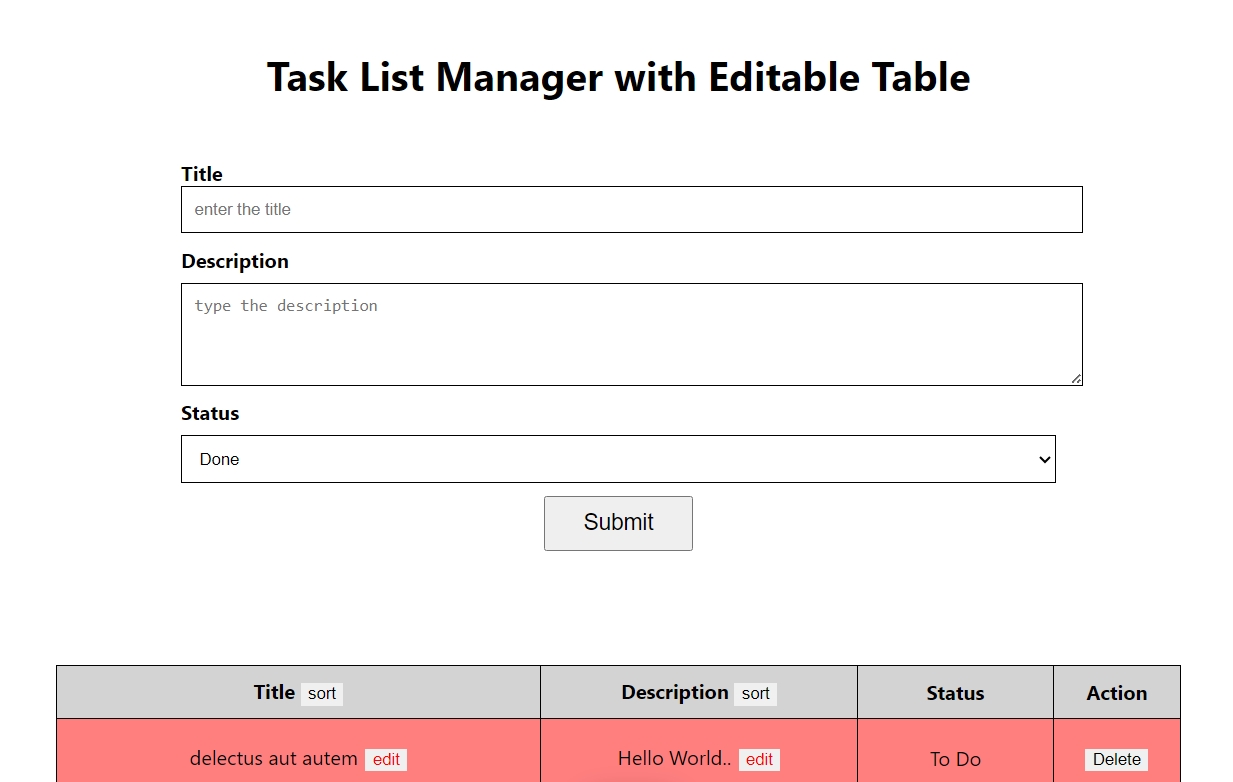 Task List Manager with Editable Table
Title
enter the title
Description
type the description
Status
Done
Submit
Title sort Description sort Status Action
delectus aut autem edit Hello World.. edit To Do Delete